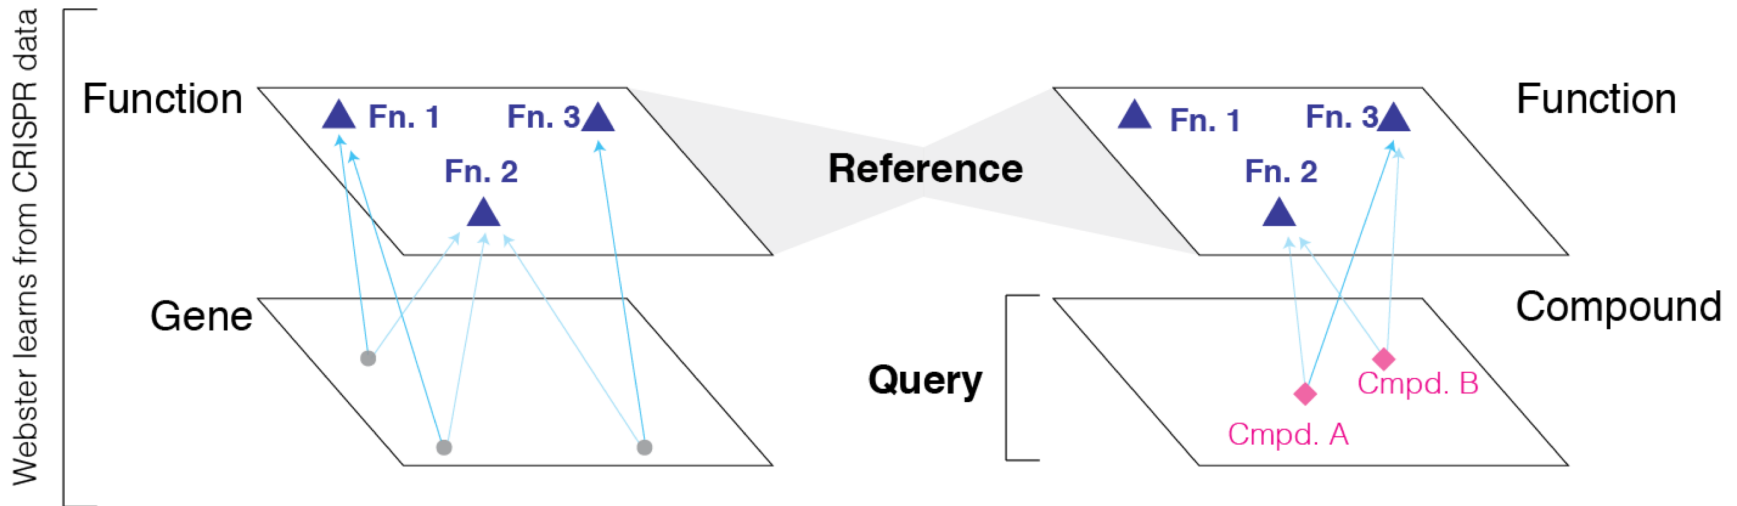 Webster learns from CRISPR data
Function
Fn. 1
Fn. 3
Fn. 2
Gene
Reference
Function
Fn. 1
Fn. 3
Fn. 2
Compound
Query
Cmpd. B
Cmpd. A